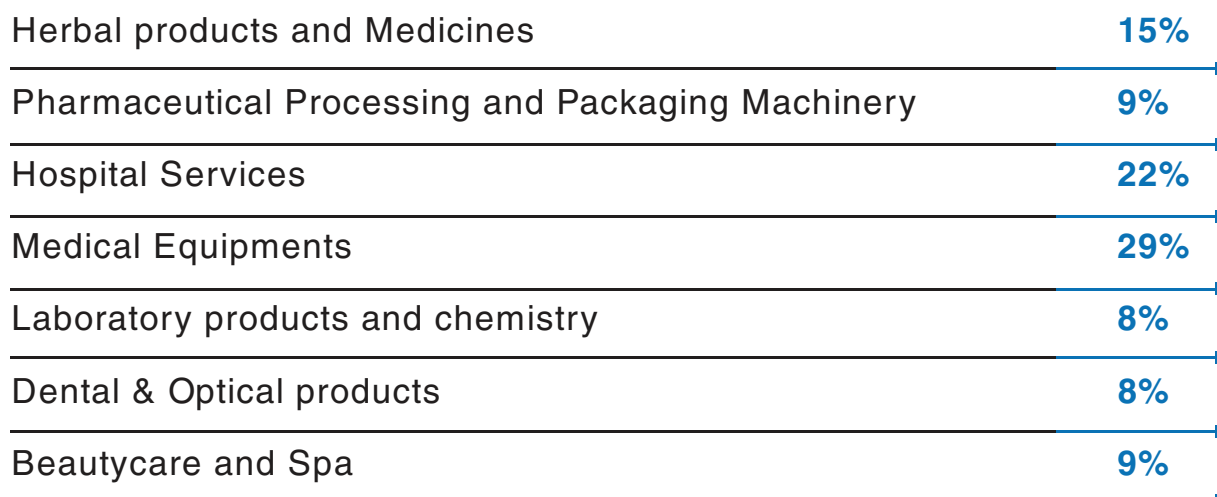 Herbal products and Medicines 15%
Pharmaceutical Processing and Packaging Machinery 9%
Hospital Services 22%
Medical Equipments 29%
Laboratory products and chemistry 8%
Dental & Optical products 8%
Beautycare and Spa 9%